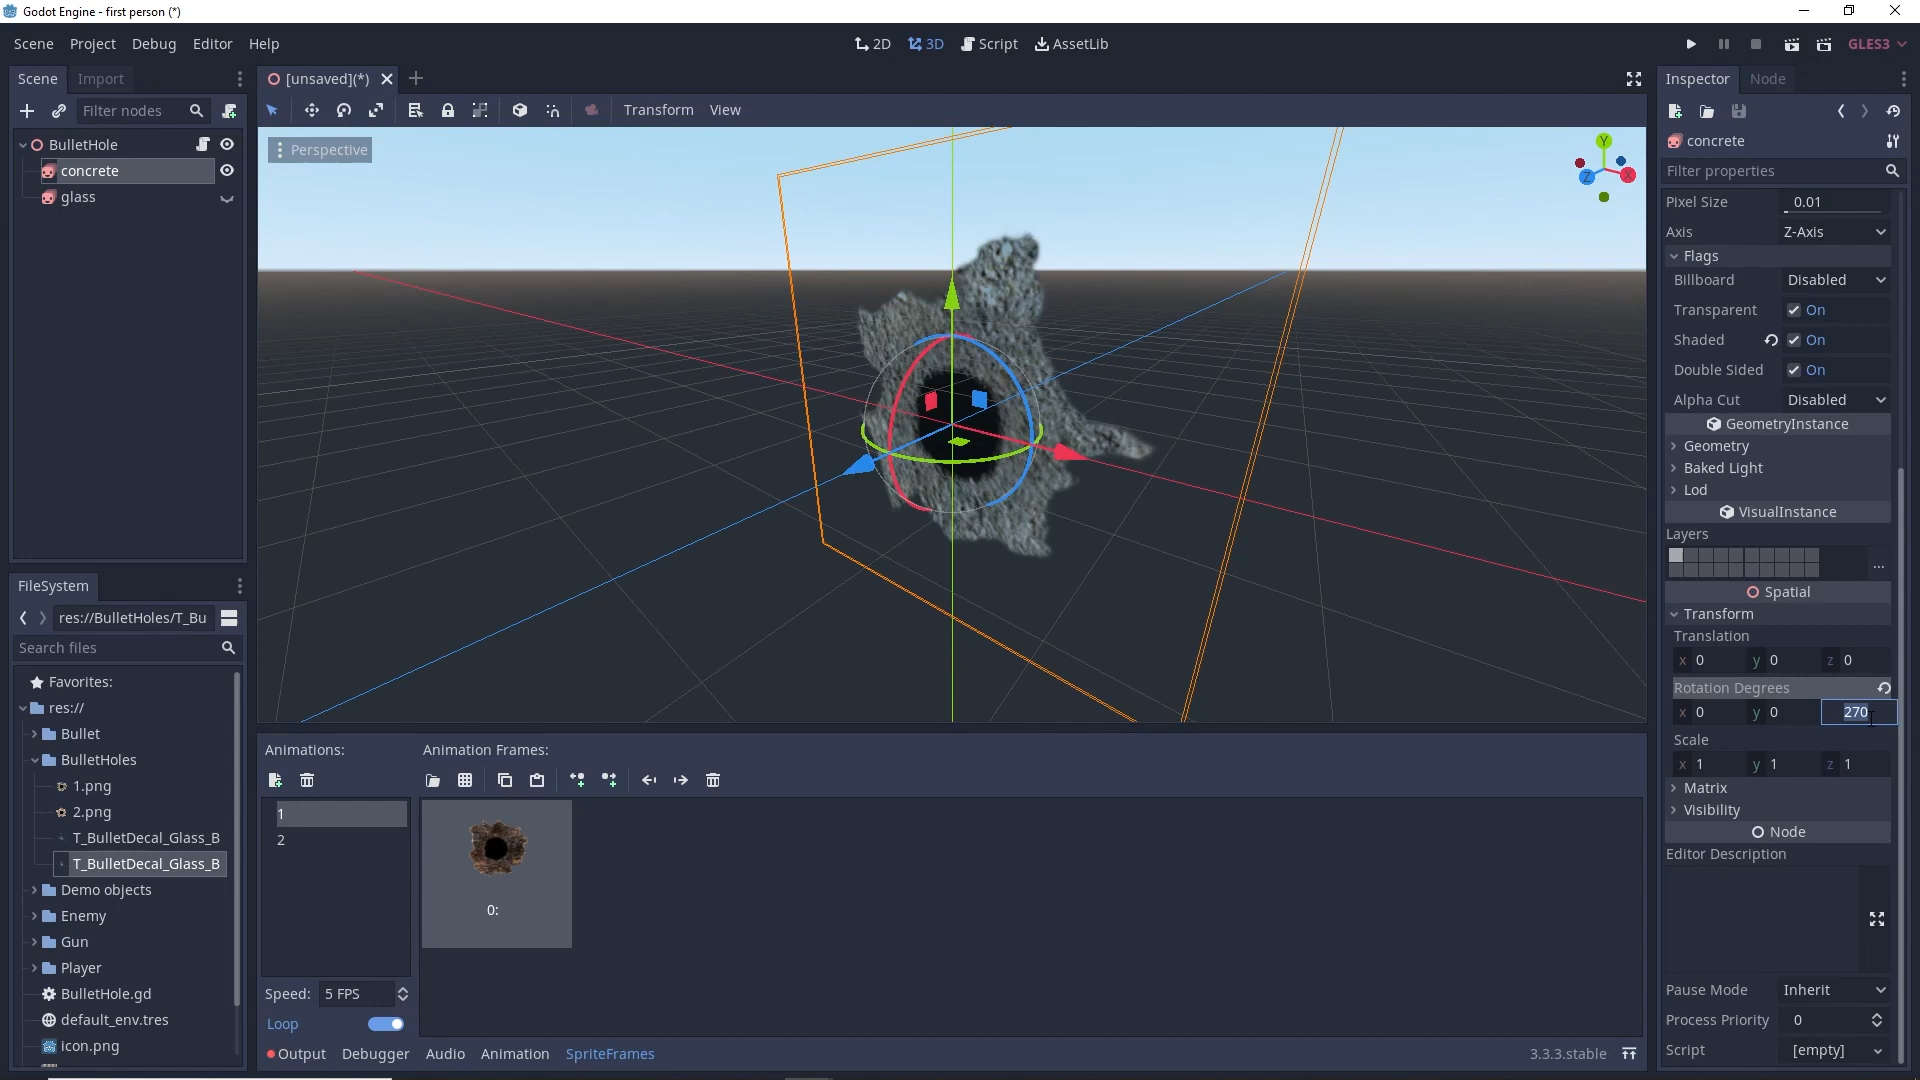 Godot Engine - first person (*)
Scene Project Debug Editor Help
2D 3D Script AssetLib
GLES3
Scene Import
[unsaved](*)
Inspector Node
Filter nodes
Transform View
BulletHole
concrete
glass
Perspective
Y
Z
X
concrete
Filter properties
Pixel Size 0.01
Axis Z-Axis
Flags
Billboard Disabled
Transparent On
Shaded On
Double Sided On
Alpha Cut Disabled
GeometryInstance
Geometry
Baked Light
Lod
VisualInstance
Layers
...
Spatial
Transform
Translation
x 0 y 0 z 0
Rotation Degrees
x 0 y 0 270
Scale
x 1 y 1 z 1
Matrix
Visibility
Node
Editor Description
Pause Mode Inherit
Process Priority 0
Script [empty]
FileSystem
res://BulletHoles/T_Bu
Search files
Favorites:
res://
Bullet
BulletHoles
1.png
2.png
T_BulletDecal_Glass_B
T_BulletDecal_Glass_B
Demo objects
Enemy
Gun
Player
BulletHole.gd
default_env.tres
icon.png
Animations: Animation Frames:
1
2
0:
Speed: 5 FPS
Loop
Output Debugger Audio Animation SpriteFrames
3.3.3.stable